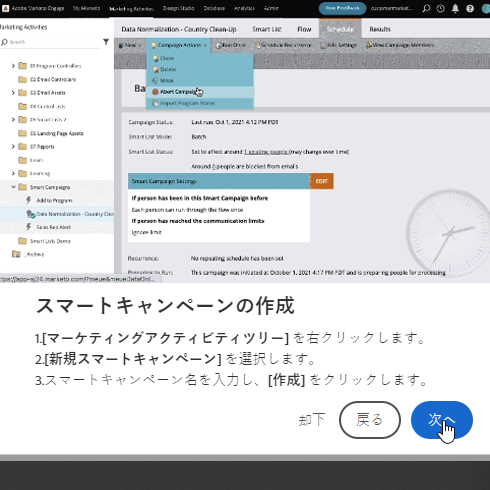 Adobe Marketo Engage My Marketo Marketing Activities Design Studio Database Analytics Admin Give Feedback customermarket...
Marketing Activities
Data Normalization - Country Clean-Up Smart List Flow Schedule Results
Search
New Campaign Actions Run Once Schedule Recurrence Edit Settings View Campaign Members
Clone
Delete
Move
Abort Campaign
Import Program Status
Ba
01 Program Controllers
02 Email Controllers
03 Email Assets
04 Control Lists
05 Smart Lists 2
06 Landing Page Assets
07 Reports
Leads
Learning
Smart Campaigns
Add to Program
Data Normalization - Country Clea
Sales Rep Alert
Smart Lists Demo
_Archive
Campaign Status: Last run Oct 1, 2021 4:12 PM PDT
Smart List Mode: Batch
Smart List Status: Set to affect around 1 existing people (may change over time)
Around 0 people are blocked from emails
Smart Campaign Settings EDIT
If person has been in this Smart Campaign before
Each person can run through the flow once
If person has reached the communication limits
Ignore limit
Recurrence: No repeating schedule has been set
Preparing to Run: This campaign was initiated at October 1, 2021 4:17 PM PDT and is preparing people for processing
スマートキャンペーンの作成
1.[マーケティングアクティビティツリー] を右クリックします。
2.[新規スマートキャンペーン] を選択します。
3.スマートキャンペーン名を入力し、[作成] をクリックします。
却下 戻る 次へ